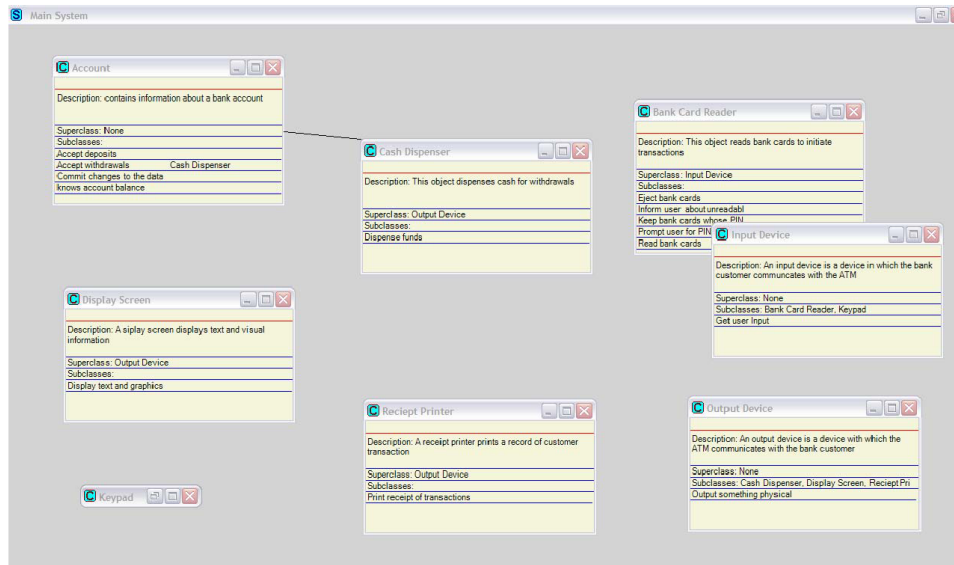 Main System
Account
Description: contains information about a bank account
Superclass: None
Subclasses:
Accept deposits
Accept withdrawals Cash Dispenser
Commit changes to the data
knows account balance
Cash Dispenser
Description: This object dispenses cash for withdrawals
Superclass: Output Device
Subclasses:
Dispense funds
Bank Card Reader
Description: This object reads bank cards to initiate
transactions
Superclass: Input Device
Subclasses:
Eject bank cards
Inform user about unreadabl
Keep bank cards whose PIN
Prompt user for PIN
Read bank cards
Input Device
Description: An input device is a device in which the bank
customer communcates with the ATM
Superclass: None
Subclasses: Bank Card Reader, Keypad
Get user Input
Display Screen
Description: A siplay screen displays text and visual
information
Superclass: Output Device
Subclasses:
Display text and graphics
Reciept Printer
Description: A receipt printer prints a record of customer
transaction
Superclass: Output Device
Subclasses:
Print receipt of transactions
Output Device
Description: An output device is a device with which the
ATM communicates with the bank customer
Superclass: None
Subclasses: Cash Dispenser, Display Screen, Reciept Pri
Output something physical
Keypad